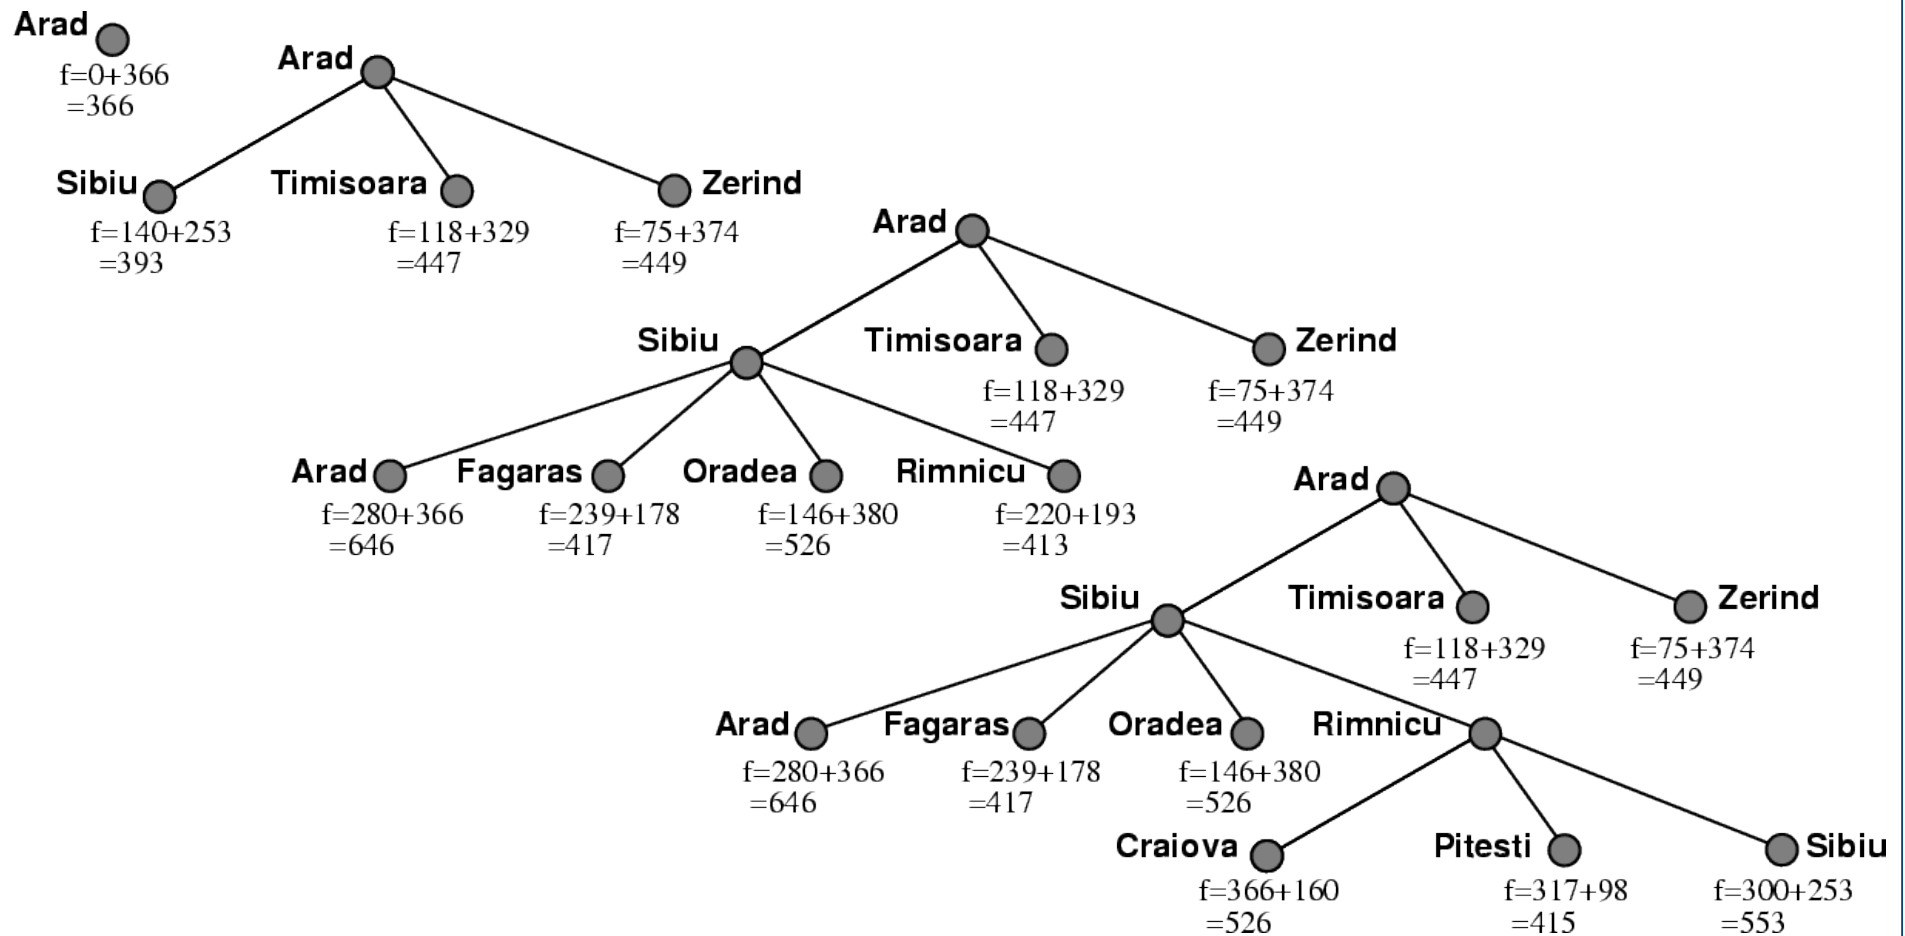 Arad
f=0+366
=366
Arad
Sibiu
f=140+253
=393
Timisoara
f=118+329
=447
Zerind
f=75+374
=449
Arad
Sibiu
Timisoara
f=118+329
=447
Zerind
f=75+374
=449
Arad
f=280+366
=646
Fagaras
f=239+178
=417
Oradea
f=146+380
=526
Rimnicu
f=220+193
=413
Arad
Sibiu
Timisoara
f=118+329
=447
Zerind
f=75+374
=449
Arad
f=280+366
=646
Fagaras
f=239+178
=417
Oradea
f=146+380
=526
Rimnicu
Craiova
f=366+160
=526
Pitesti
f=317+98
=415
Sibiu
f=300+253
=553